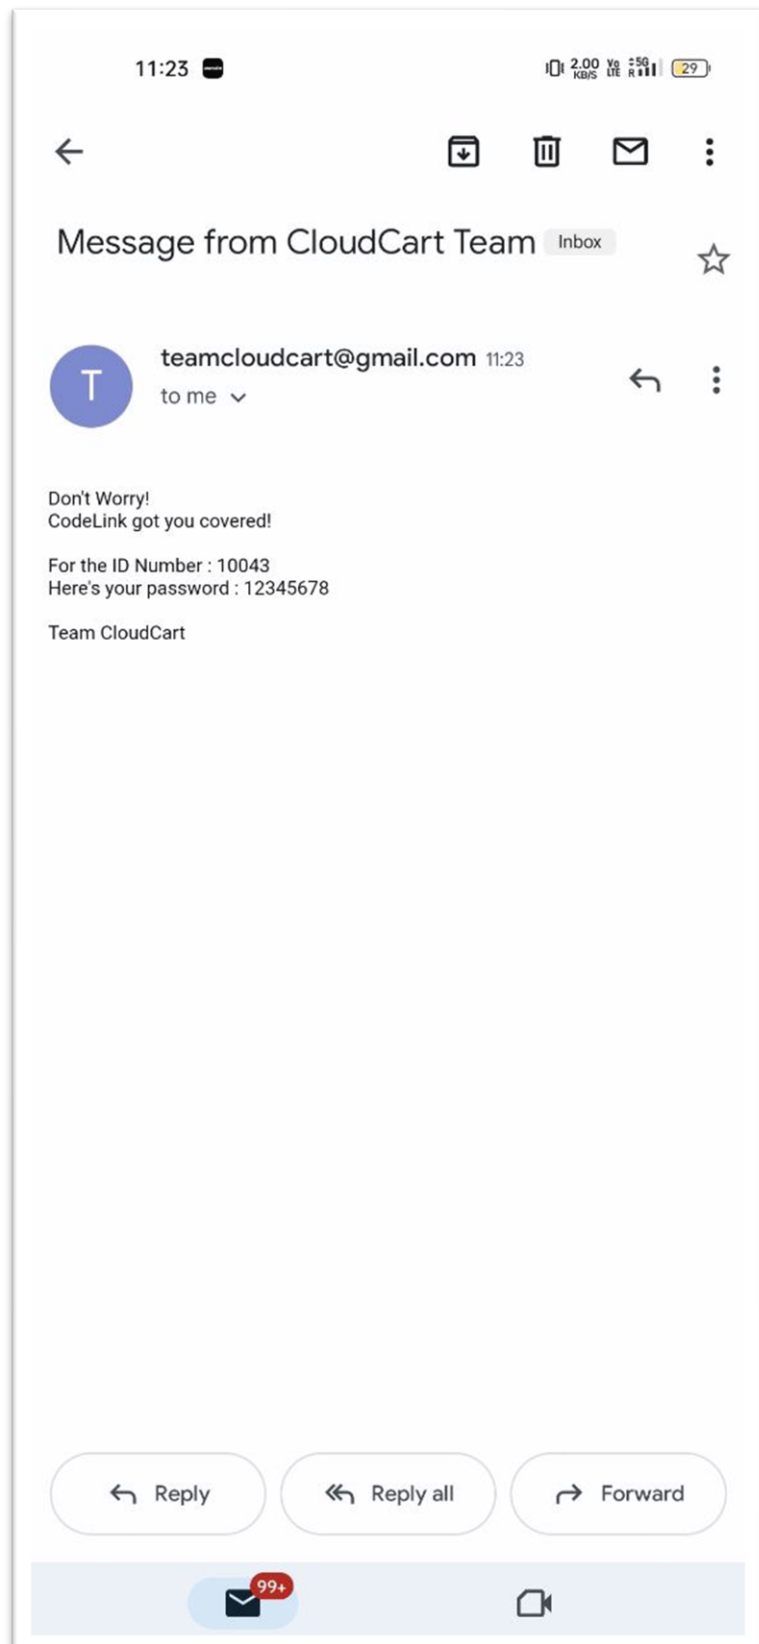 11:23
2.00 KB/S Vo LTE 5G R 29
Message from CloudCart Team Inbox
T
teamcloudcart@gmail.com 11:23
to me
Don't Worry!
CodeLink got you covered!
For the ID Number : 10043
Here's your password : 12345678
Team CloudCart
Reply Reply all Forward
99+